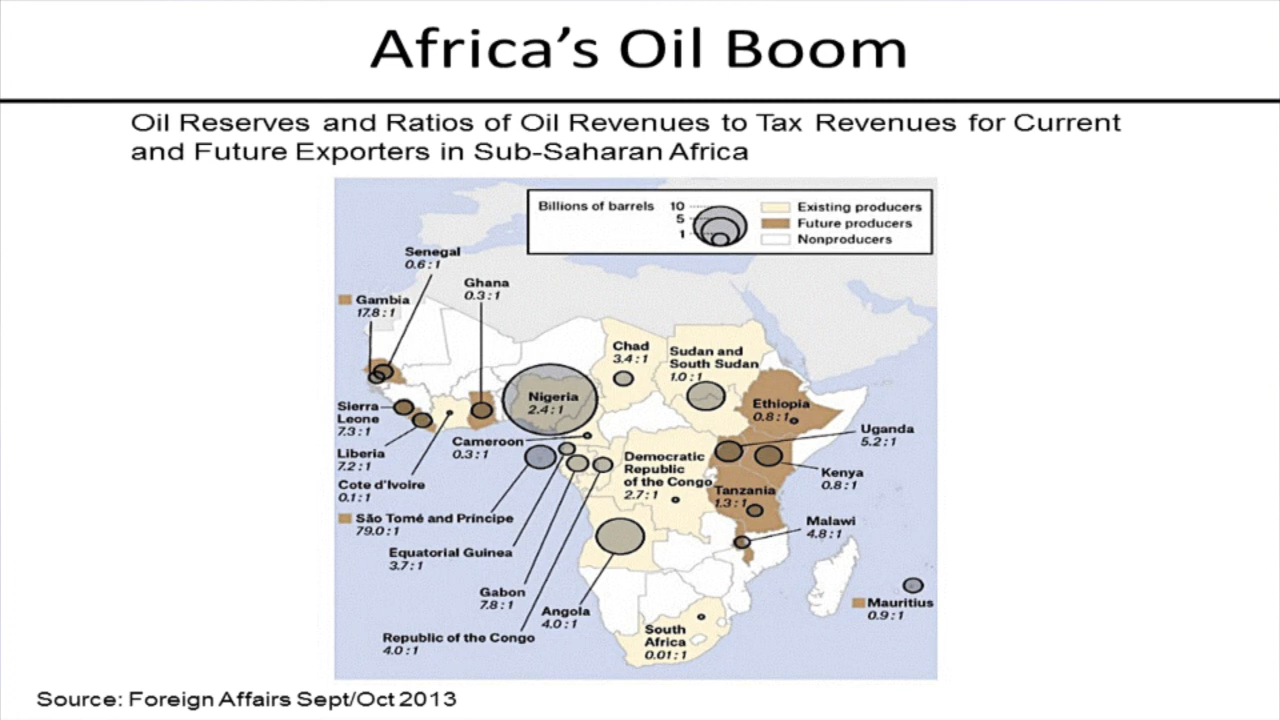 Africa's Oil Boom
Oil Reserves and Ratios of Oil Revenues to Tax Revenues for Current
and Future Exporters in Sub-Saharan Africa
Billions of barrels
10
5
1
Existing producers
Future producers
Nonproducers
Senegal
0.6:1
Ghana
0.3:1
Gambia
17.8:1
Chad
3.4:1
Sudan and
South Sudan
1.0:1
Nigeria
2.4:1
Ethiopia
0.8:1
Sierra
Leone
7.3:1
Uganda
5.2:1
Cameroon
0.3:1
Liberia
7.2:1
Democratic
Republic
of the Congo
2.7:1
Kenya
0.8:1
Cote d'Ivoire
0.1:1
Tanzania
1.3:1
São Tomé and Príncipe
79.0:1
Malawi
4.8:1
Equatorial Guinea
3.7:1
Gabon
7.8:1
Angola
4.0:1
Mauritius
0.9:1
Republic of the Congo
4.0:1
South
Africa
0.01:1
Source: Foreign Affairs Sept/Oct 2013